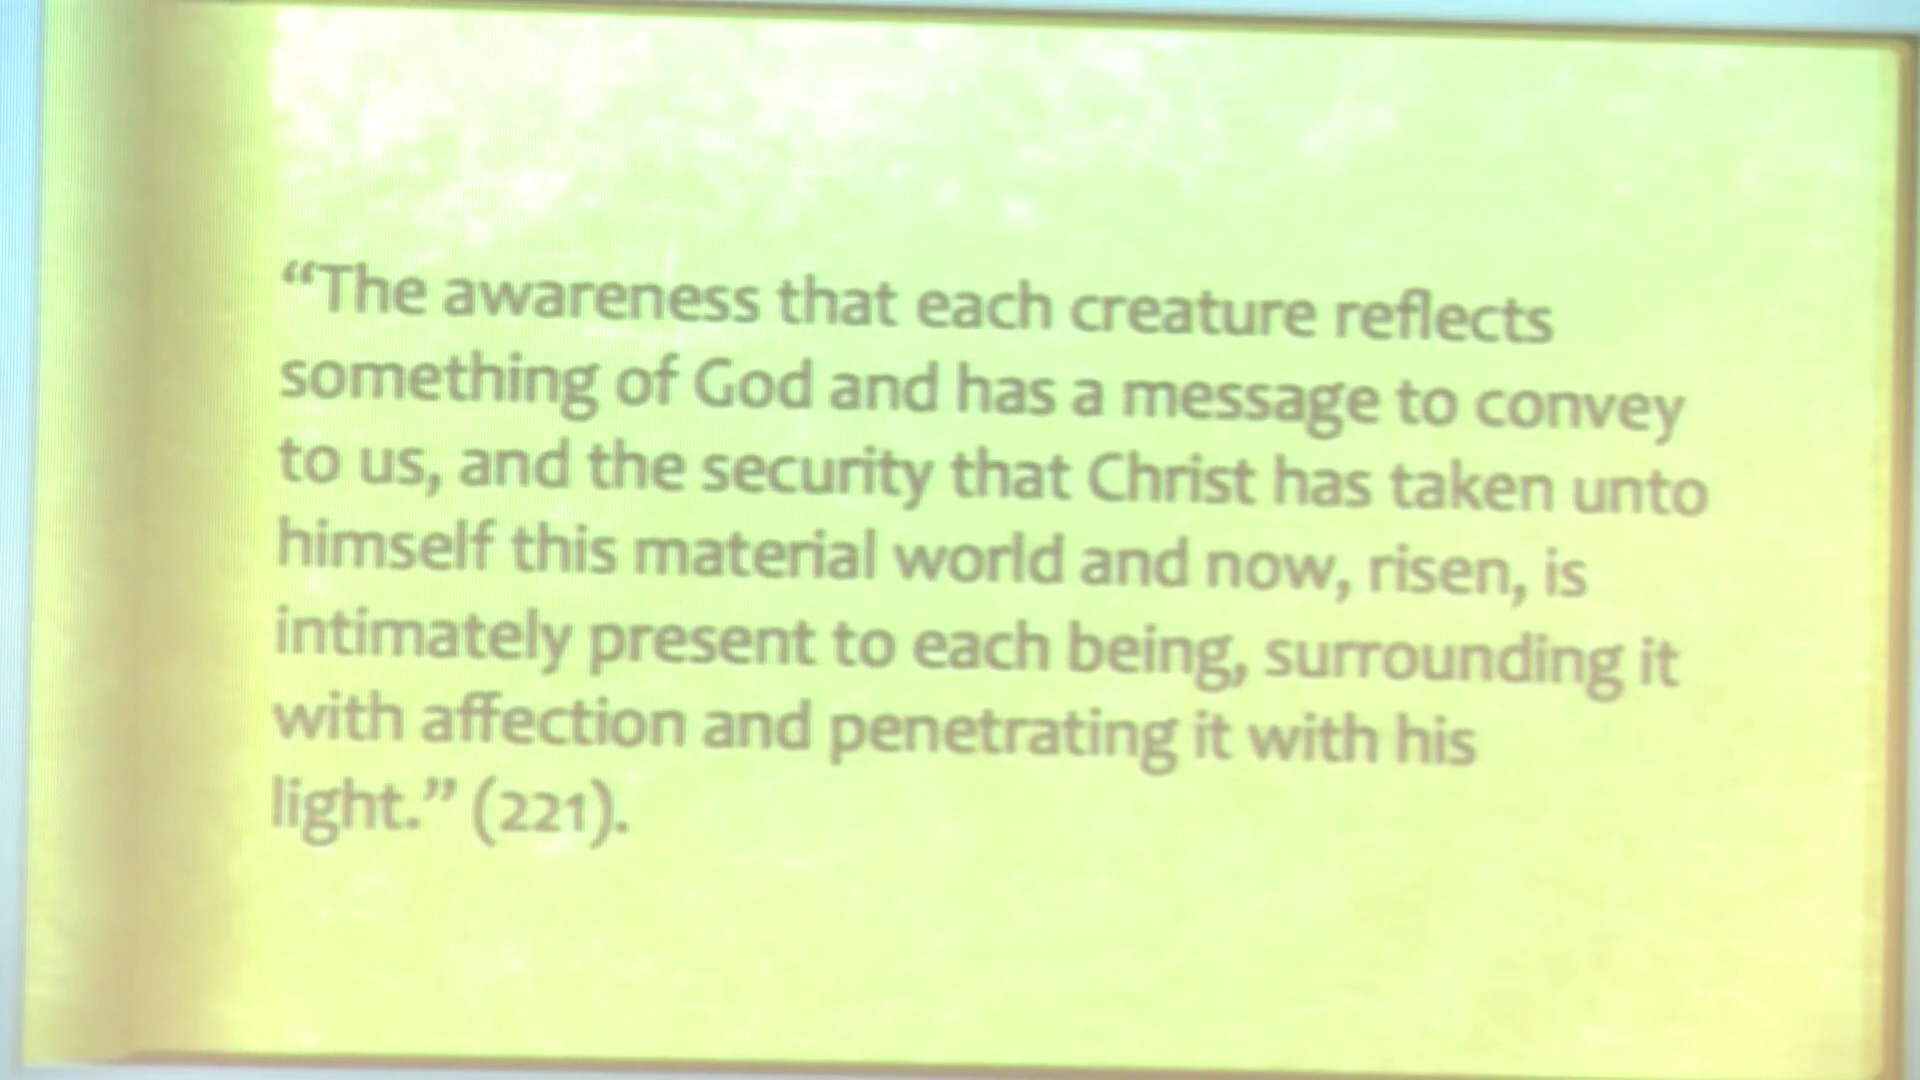 “The awareness that each creature reflects
something of God and has a message to convey
to us, and the security that Christ has taken unto
himself this material world and now, risen, is
intimately present to each being, surrounding it
with affection and penetrating it with his
light.” (221).